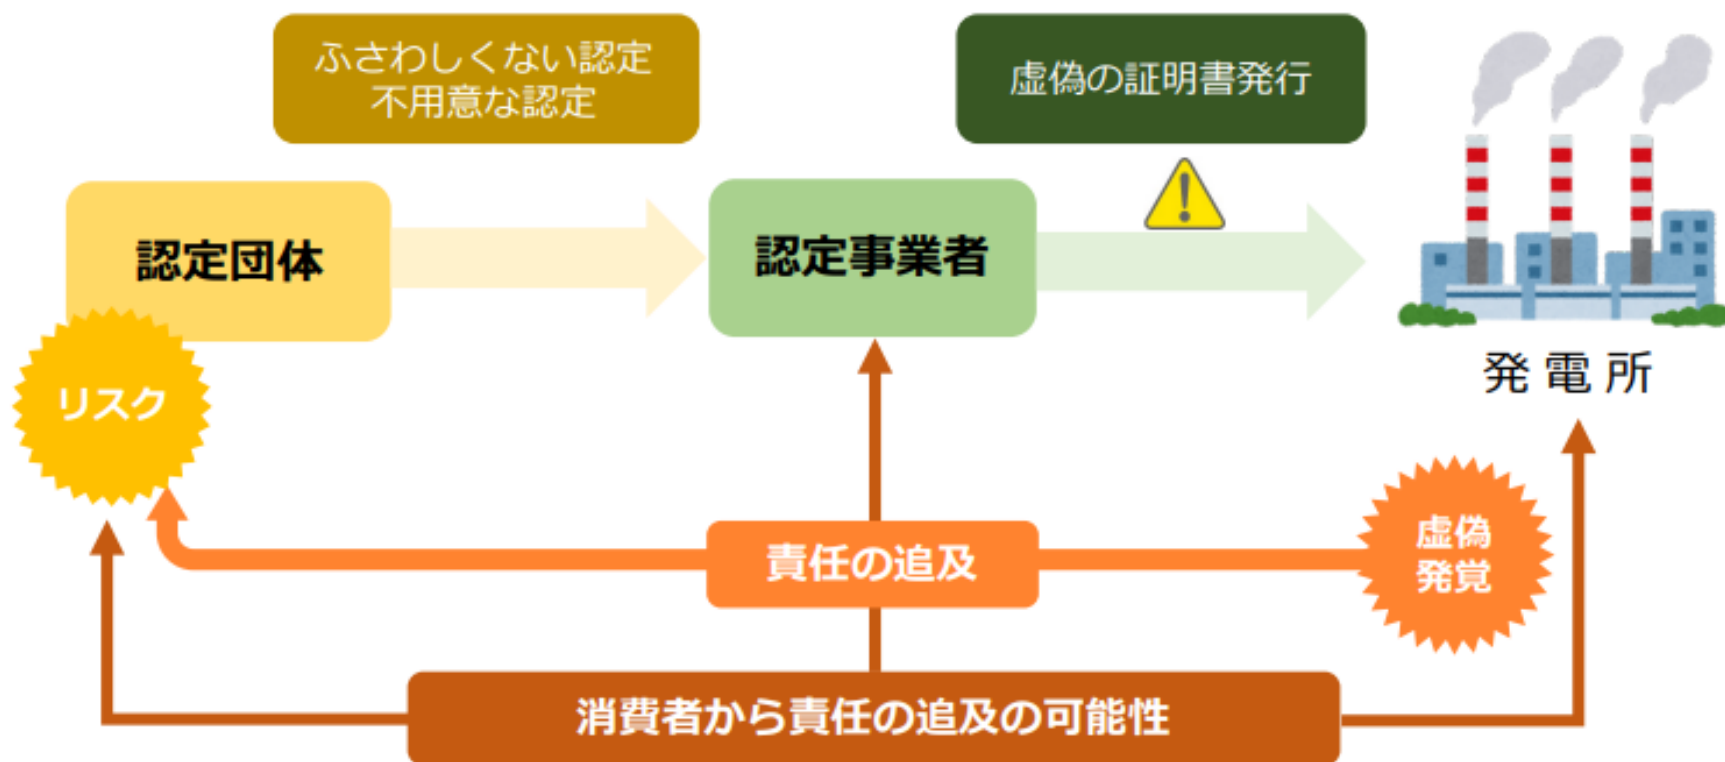 ふさわしくない認定
不用意な認定
虚偽の証明書発行
認定団体
認定事業者
リスク
発電所
虚偽
発覚
責任の追及
消費者から責任の追及の可能性